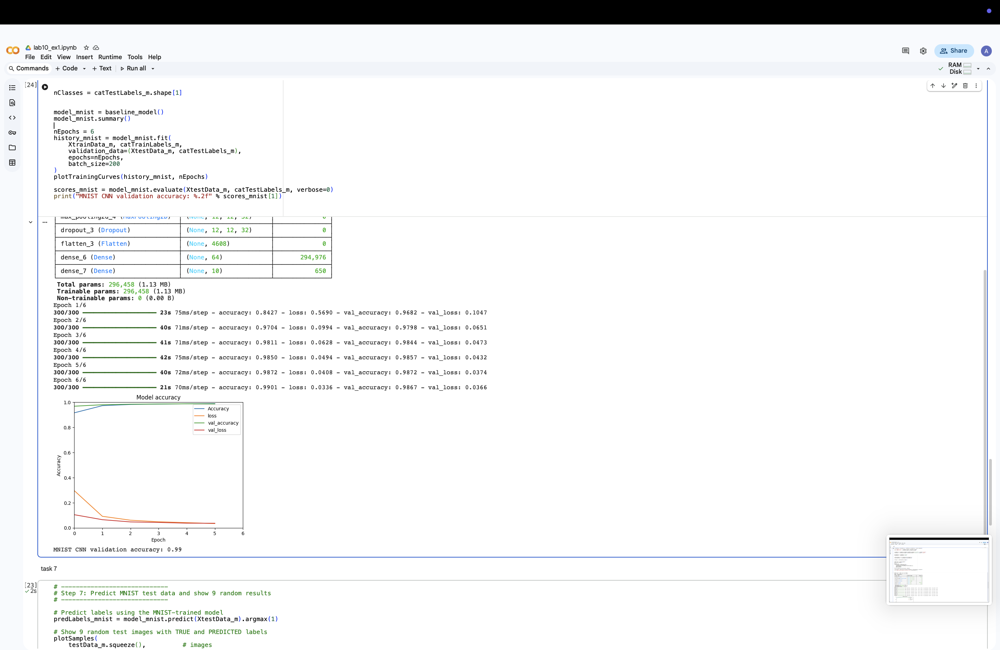 lab10_ex1.ipynb
File Edit View Insert Runtime Tools Help
Share
A
Commands + Code + Text Run all
RAM
Disk
[24]
nClasses = catTestLabels_m.shape[1]
model_mnist = baseline_model()
model_mnist.summary()
nEpochs = 6
history_mnist = model_mnist.fit(
XtrainData_m, catTrainLabels_m,
validation_data=(XtestData_m, catTestLabels_m),
epochs=nEpochs,
batch_size=200
)
plotTrainingCurves(history_mnist, nEpochs)
scores_mnist = model_mnist.evaluate(XtestData_m, catTestLabels_m, verbose=0)
print("MNIST CNN validation accuracy: %.2f" % scores_mnist[1])
max_pooling2d_4 (MaxPooling2D) (None, 12, 12, 32) 0
dropout_3 (Dropout) (None, 12, 12, 32) 0
flatten_3 (Flatten) (None, 4608) 0
dense_6 (Dense) (None, 64) 294,976
dense_7 (Dense) (None, 10) 650
Total params: 296,458 (1.13 MB)
Trainable params: 296,458 (1.13 MB)
Non-trainable params: 0 (0.00 B)
Epoch 1/6
300/300 23s 75ms/step - accuracy: 0.8427 - loss: 0.5690 - val_accuracy: 0.9682 - val_loss: 0.1047
Epoch 2/6
300/300 40s 71ms/step - accuracy: 0.9704 - loss: 0.0994 - val_accuracy: 0.9798 - val_loss: 0.0651
Epoch 3/6
300/300 41s 71ms/step - accuracy: 0.9811 - loss: 0.0628 - val_accuracy: 0.9844 - val_loss: 0.0473
Epoch 4/6
300/300 42s 75ms/step - accuracy: 0.9850 - loss: 0.0494 - val_accuracy: 0.9857 - val_loss: 0.0432
Epoch 5/6
300/300 40s 72ms/step - accuracy: 0.9872 - loss: 0.0408 - val_accuracy: 0.9872 - val_loss: 0.0374
Epoch 6/6
300/300 21s 70ms/step - accuracy: 0.9901 - loss: 0.0336 - val_accuracy: 0.9867 - val_loss: 0.0366
Model accuracy
Accuracy
loss
val_accuracy
val_loss
1.0
0.8
0.6
0.4
0.2
0.0
Accuracy
0 1 2 3 4 5 6
Epoch
MNIST CNN validation accuracy: 0.99
task 7
[23]
2s
# -----------------------------
# Step 7: Predict MNIST test data and show 9 random results
# -----------------------------
# Predict labels using the MNIST-trained model
predLabels_mnist = model_mnist.predict(XtestData_m).argmax(1)
# Show 9 random test images with TRUE and PREDICTED labels
plotSamples(
testData_m.squeeze(), # images